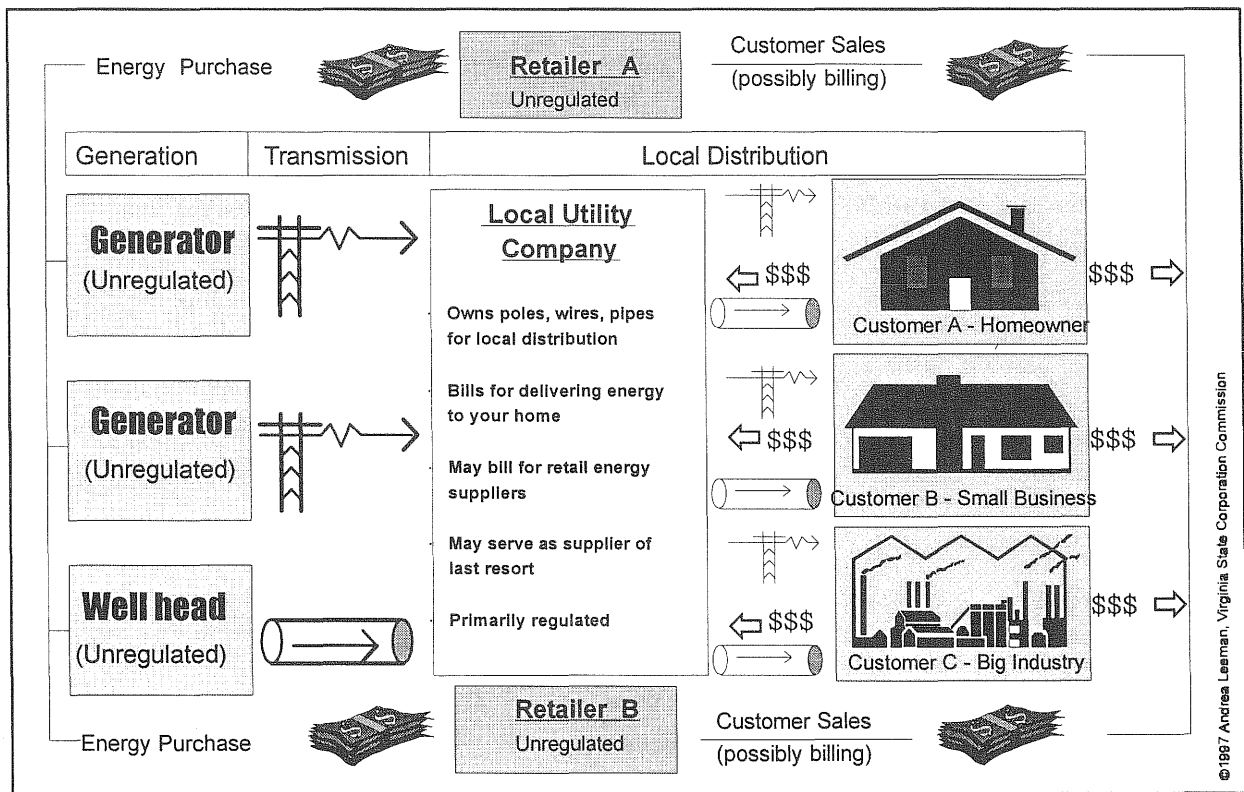 Energy Purchase
Retailer A
Unregulated
Customer Sales
(possibly billing)
Generation
Transmission
Local Distribution
Generator
(Unregulated)
Local Utility
Company
Owns poles, wires, pipes
for local distribution
Bills for delivering energy
to your home
May bill for retail energy
suppliers
May serve as supplier of
last resort
Primarily regulated
$$$
Customer A - Homeowner
$$$
Generator
(Unregulated)
$$$
Customer B - Small Business
$$$
Well head
(Unregulated)
$$$
Customer C - Big Industry
$$$
Energy Purchase
Retailer B
Unregulated
Customer Sales
(possibly billing)
©1997 Andrea Leeman, Virginia State Corporation Commission